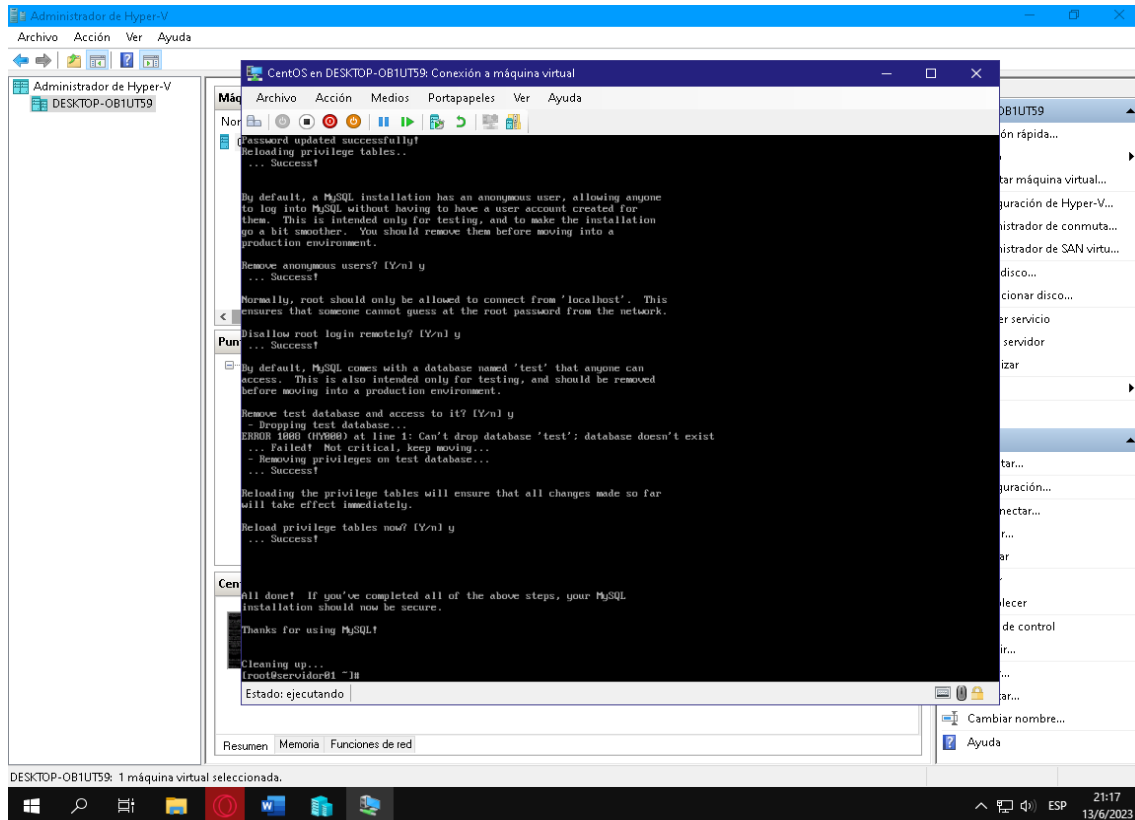 Administrador de Hyper-V
Archivo Acción Ver Ayuda
Administrador de Hyper-V
DESKTOP-OB1UT59
Máq
Nor
Pun
Cen
CentOS en DESKTOP-OB1UT59: Conexión a máquina virtual
Archivo Acción Medios Portapapeles Ver Ayuda
Password updated successfully!
Reloading privilege tables..
... Success!
By default, a MySQL installation has an anonymous user, allowing anyone
to log into MySQL without having to have a user account created for
them. This is intended only for testing, and to make the installation
go a bit smoother. You should remove them before moving into a
production environment.
Remove anonymous users? [Y/n] y
... Success!
Normally, root should only be allowed to connect from 'localhost'. This
ensures that someone cannot guess at the root password from the network.
Disallow root login remotely? [Y/n] y
... Success!
By default, MySQL comes with a database named 'test' that anyone can
access. This is also intended only for testing, and should be removed
before moving into a production environment.
Remove test database and access to it? [Y/n] y
- Dropping test database...
ERROR 1008 (HY000) at line 1: Can't drop database 'test'; database doesn't exist
... Failed! Not critical, keep moving...
- Removing privileges on test database...
... Success!
Reloading the privilege tables will ensure that all changes made so far
will take effect immediately.
Reload privilege tables now? [Y/n] y
... Success!
All done! If you've completed all of the above steps, your MySQL
installation should now be secure.
Thanks for using MySQL!
Cleaning up...
[root@servidor01 ~]#
Estado: ejecutando
OB1UT59
ón rápida...
tar máquina virtual...
guración de Hyper-V...
nistrador de conmuta...
nistrador de SAN virtu...
disco...
cionar disco...
er servicio
servidor
izar
tar...
guración...
nectar...
r...
ar
lecer
de control
ir...
...
tar...
Cambiar nombre...
Ayuda
Resumen Memoria Funciones de red
DESKTOP-OB1UT59: 1 máquina virtual seleccionada.
ESP
21:17
13/6/2023